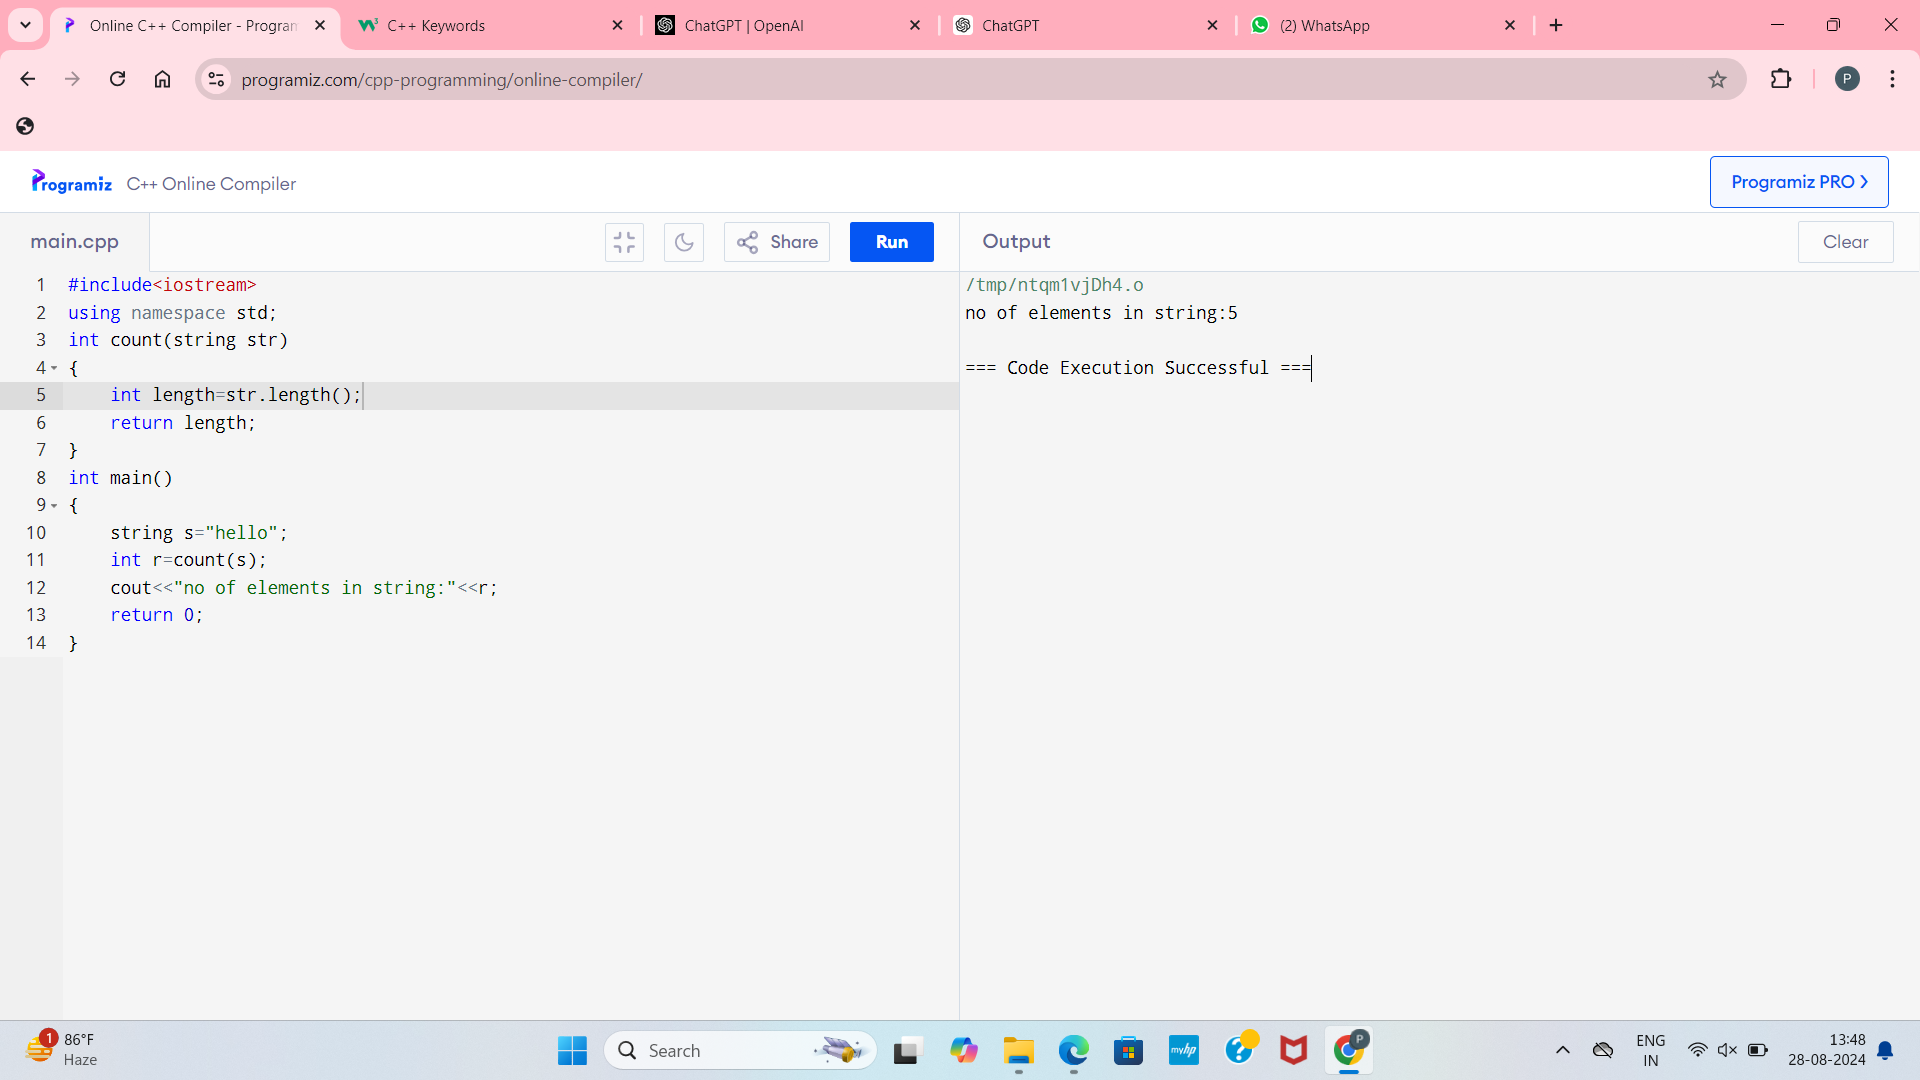 Online C++ Compiler - Program
C++ Keywords
ChatGPT | OpenAI
ChatGPT
(2) WhatsApp
programiz.com/cpp-programming/online-compiler/
P
Programiz C++ Online Compiler
Programiz PRO
main.cpp
Share
Run
Output
Clear
1 #include<iostream>
2 using namespace std;
3 int count(string str)
4 {
5 int length=str.length();
6 return length;
7 }
8 int main()
9 {
10 string s="hello";
11 int r=count(s);
12 cout<<"no of elements in string:"<<r;
13 return 0;
14 }
/tmp/ntqm1vjDh4.o
no of elements in string:5
=== Code Execution Successful ===
1
86°F
Haze
Search
myhp
P
ENG
IN
13:48
28-08-2024